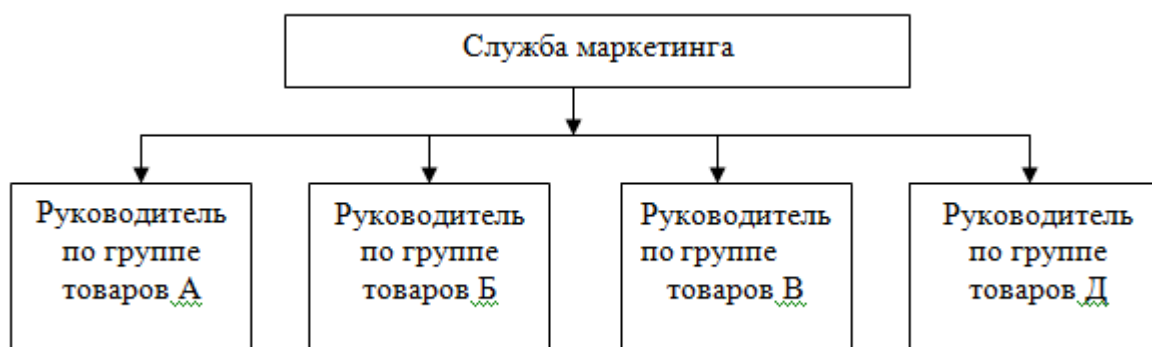 Служба маркетинга
Руководитель
по группе
товаров А
Руководитель
по группе
товаров Б
Руководитель
по группе
товаров В
Руководитель
по группе
товаров Д